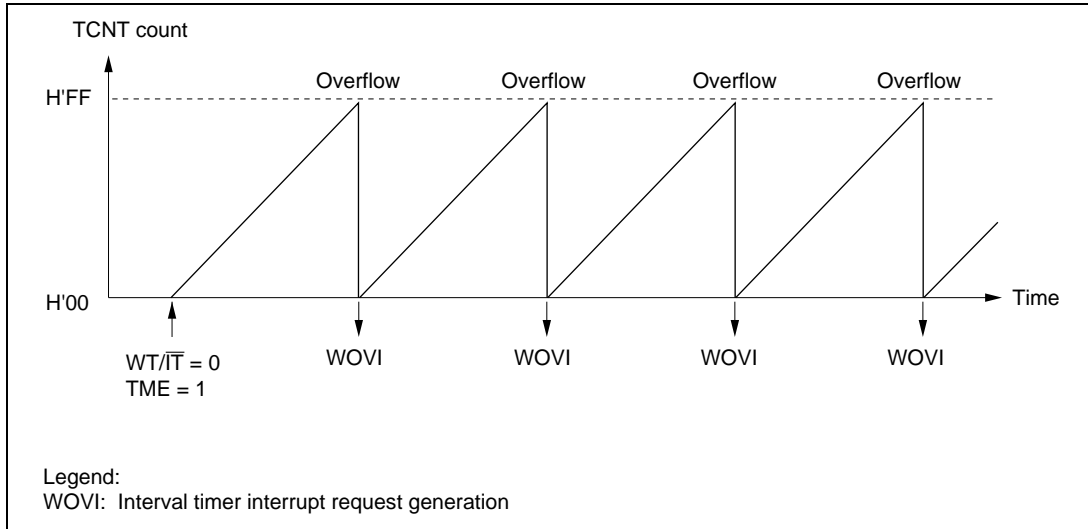 TCNT count
Overflow Overflow Overflow Overflow
H'FF
H'00
Time
WT/I̅T̅ = 0
TME = 1
WOVI WOVI WOVI WOVI
Legend:
WOVI: Interval timer interrupt request generation